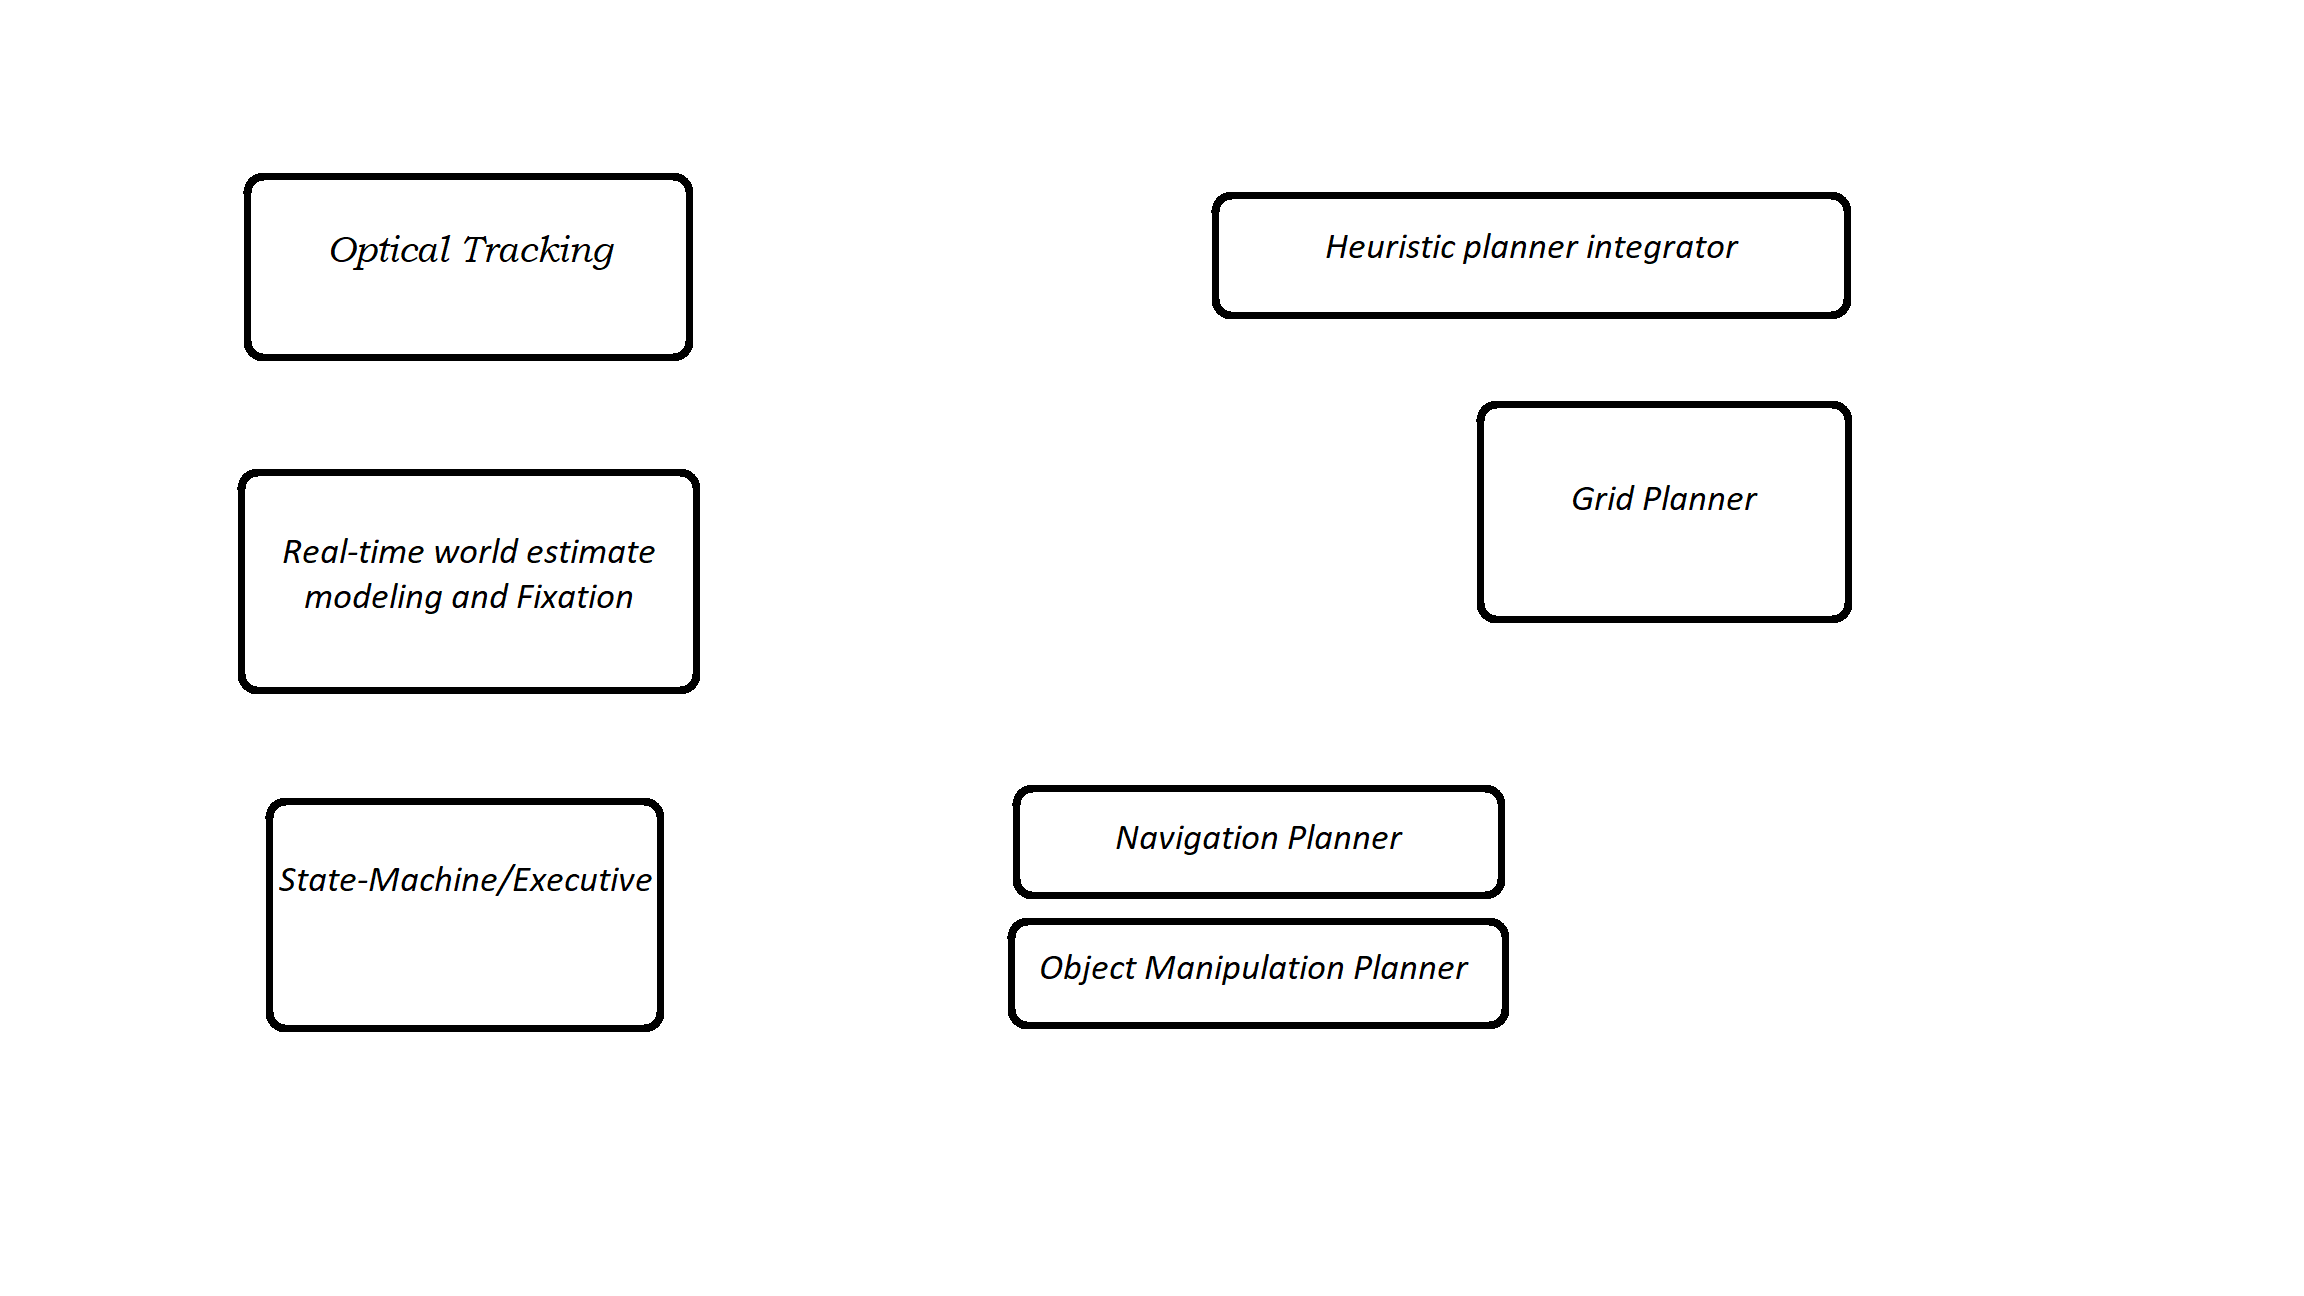 Optical Tracking
Heuristic planner integrator
Grid Planner
Real-time world estimate
modeling and Fixation
State-Machine/Executive
Navigation Planner
Object Manipulation Planner